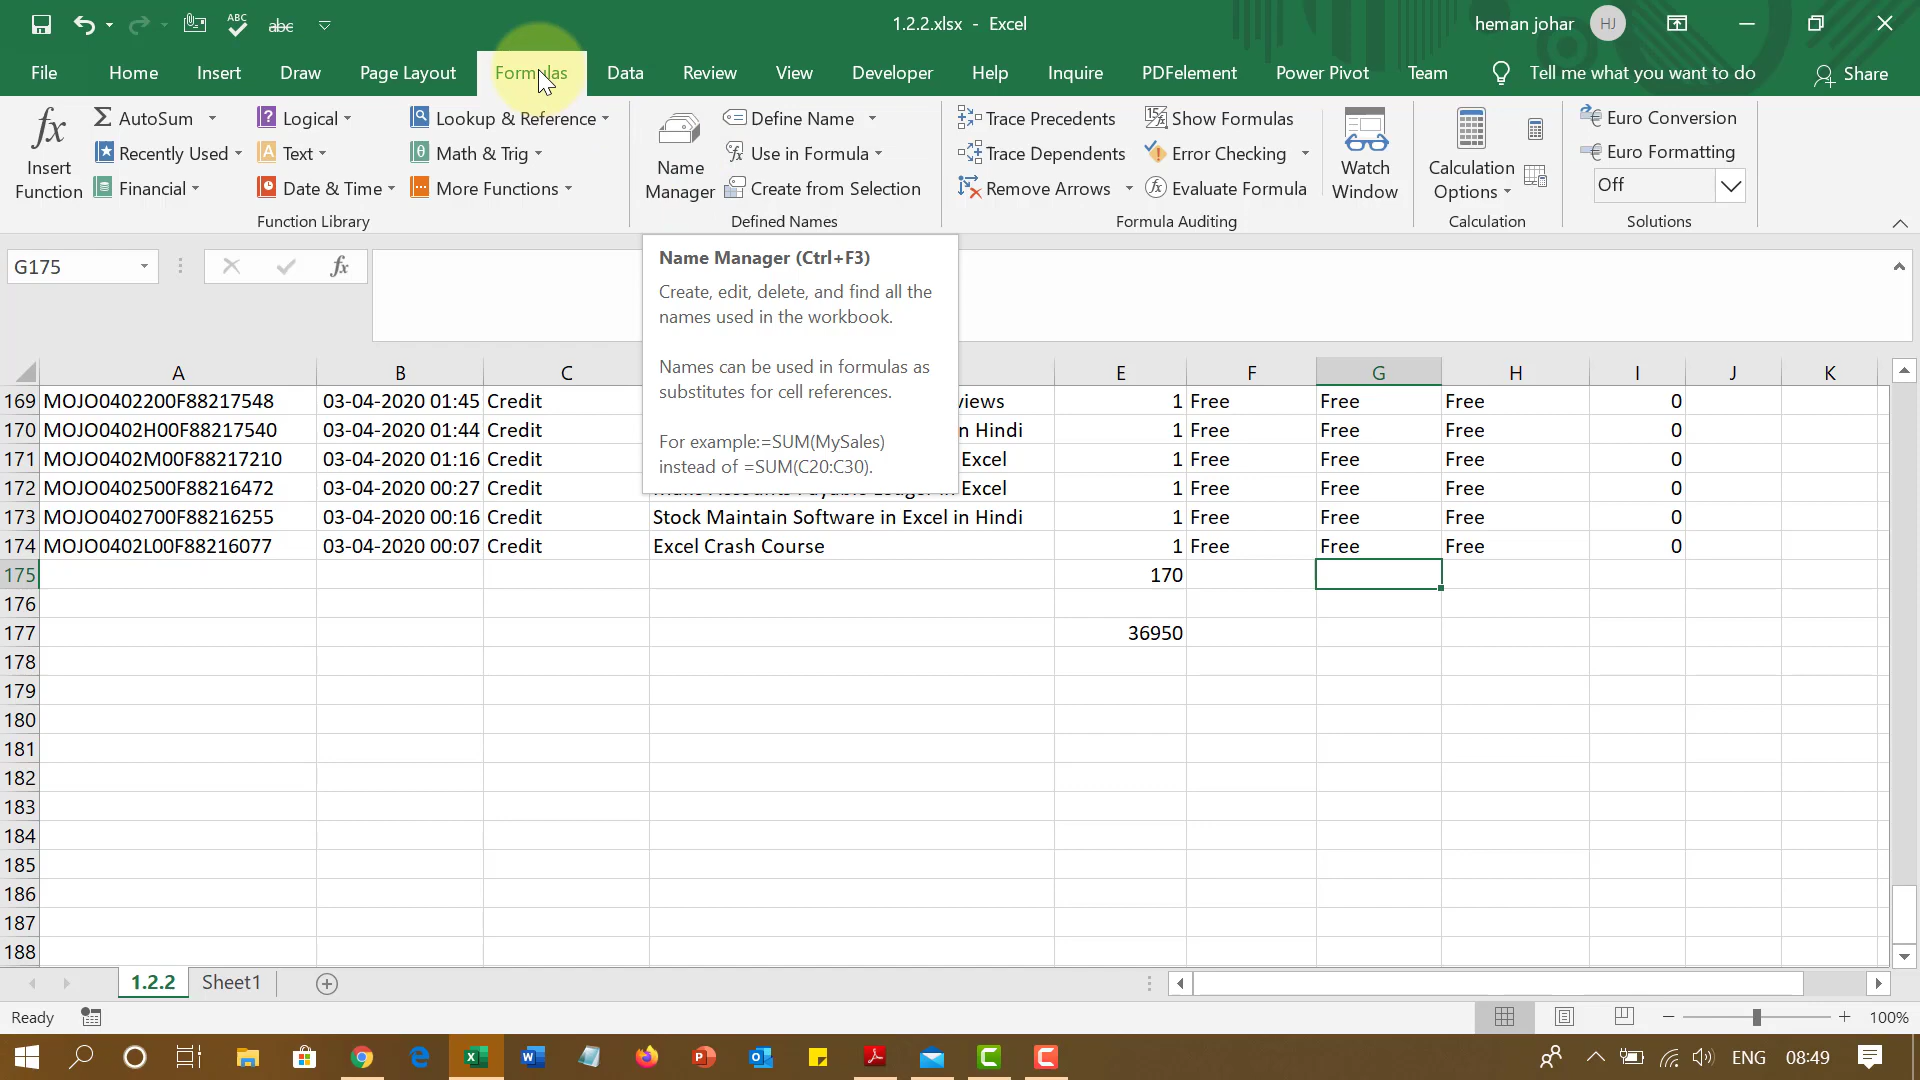 ABC
abc
1.2.2.xlsx - Excel
heman johar
HJ
File Home Insert Draw Page Layout Formulas Data Review View Developer Help Inquire PDFelement Power Pivot Team Tell me what you want to do Share
fx Insert Function
AutoSum
Recently Used
Financial
Logical
Text
Date & Time
Lookup & Reference
Math & Trig
More Functions
Function Library
Name Manager
Define Name
Use in Formula
Create from Selection
Defined Names
Trace Precedents
Trace Dependents
Remove Arrows
Show Formulas
Error Checking
Evaluate Formula
Formula Auditing
Watch Window
Calculation Options
Calculation
Euro Conversion
Euro Formatting
Off
Solutions
G175
fx
Name Manager (Ctrl+F3)
Create, edit, delete, and find all the
names used in the workbook.
Names can be used in formulas as
substitutes for cell references.
For example:=SUM(MySales)
instead of =SUM(C20:C30).
A B C E F G H I J K
169 MOJO0402200F88217548 03-04-2020 01:45 Credit views 1 Free Free Free 0
170 MOJO0402H00F88217540 03-04-2020 01:44 Credit in Hindi 1 Free Free Free 0
171 MOJO0402M00F88217210 03-04-2020 01:16 Credit Excel 1 Free Free Free 0
172 MOJO0402500F88216472 03-04-2020 00:27 Credit Make Accounts Payable Ledger in Excel 1 Free Free Free 0
173 MOJO0402700F88216255 03-04-2020 00:16 Credit Stock Maintain Software in Excel in Hindi 1 Free Free Free 0
174 MOJO0402L00F88216077 03-04-2020 00:07 Credit Excel Crash Course 1 Free Free Free 0
175 170
176
177 36950
178
179
180
181
182
183
184
185
186
187
188
1.2.2 Sheet1
Ready
100%
ENG 08:49